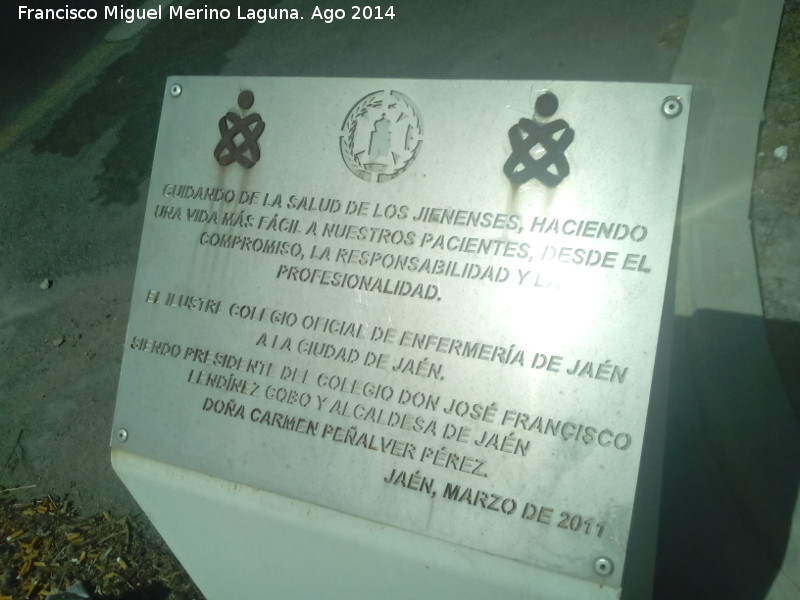 Francisco Miguel Merino Laguna. Ago 2014
CUIDANDO DE LA SALUD DE LOS JIENENSES, HACIENDO
UNA VIDA MÁS FÁCIL A NUESTROS PACIENTES, DESDE EL
COMPROMISO, LA RESPONSABILIDAD Y LA
PROFESIONALIDAD.
EL ILUSTRE COLEGIO OFICIAL DE ENFERMERÍA DE JAÉN
A LA CIUDAD DE JAÉN.
SIENDO PRESIDENTE DEL COLEGIO DON JOSÉ FRANCISCO
LENDÍNEZ COBO Y ALCALDESA DE JAÉN
DOÑA CARMEN PEÑALVER PÉREZ.
JAÉN, MARZO DE 2011